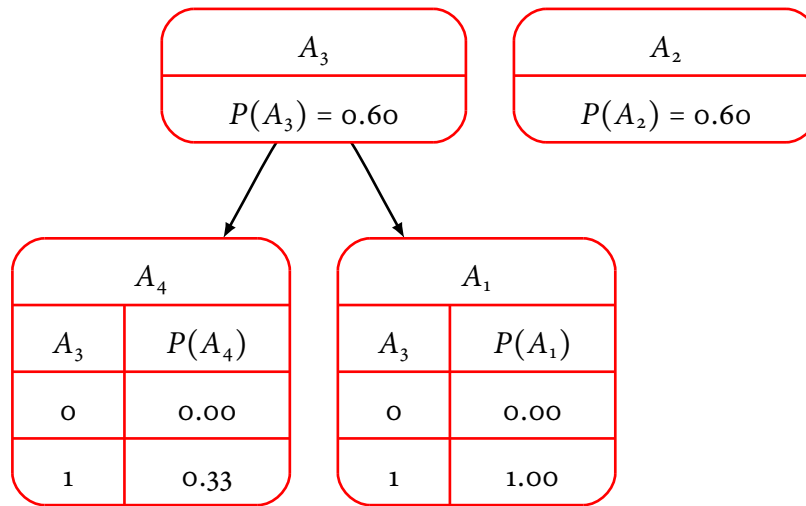 A₃ A₂
P(A₃) = 0.60 P(A₂) = 0.60
A₄ A₁
A₃ P(A₄) A₃ P(A₁)
0 0.00 0 0.00
1 0.33 1 1.00